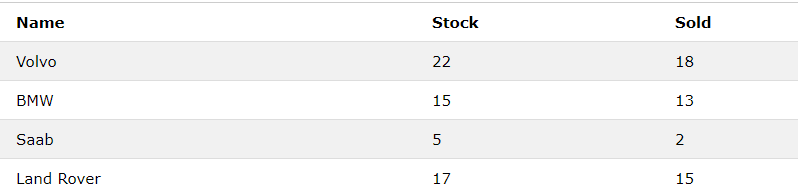 Name Stock Sold
Volvo 22 18
BMW 15 13
Saab 5 2
Land Rover 17 15